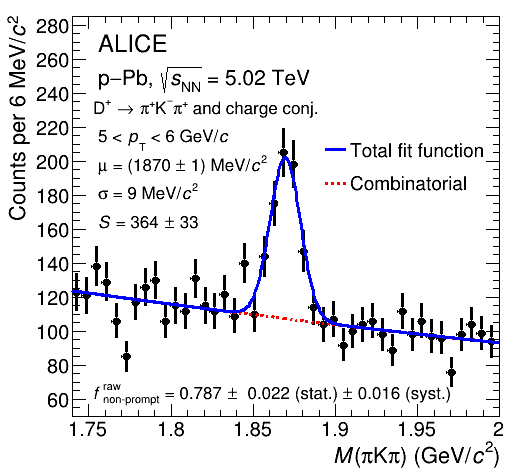 ALICE
p–Pb, √s_NN = 5.02 TeV
D⁺ → π⁺K⁻π⁺ and charge conj.
5 < p_T < 6 GeV/c
μ = (1870 ± 1) MeV/c²
σ = 9 MeV/c²
S = 364 ± 33
Total fit function
Combinatorial
f^raw_non-prompt = 0.787 ± 0.022 (stat.) ± 0.016 (syst.)
Counts per 6 MeV/c²
280
260
240
220
200
180
160
140
120
100
80
60
1.75 1.8 1.85 1.9 1.95 2
M(πKπ) (GeV/c²)